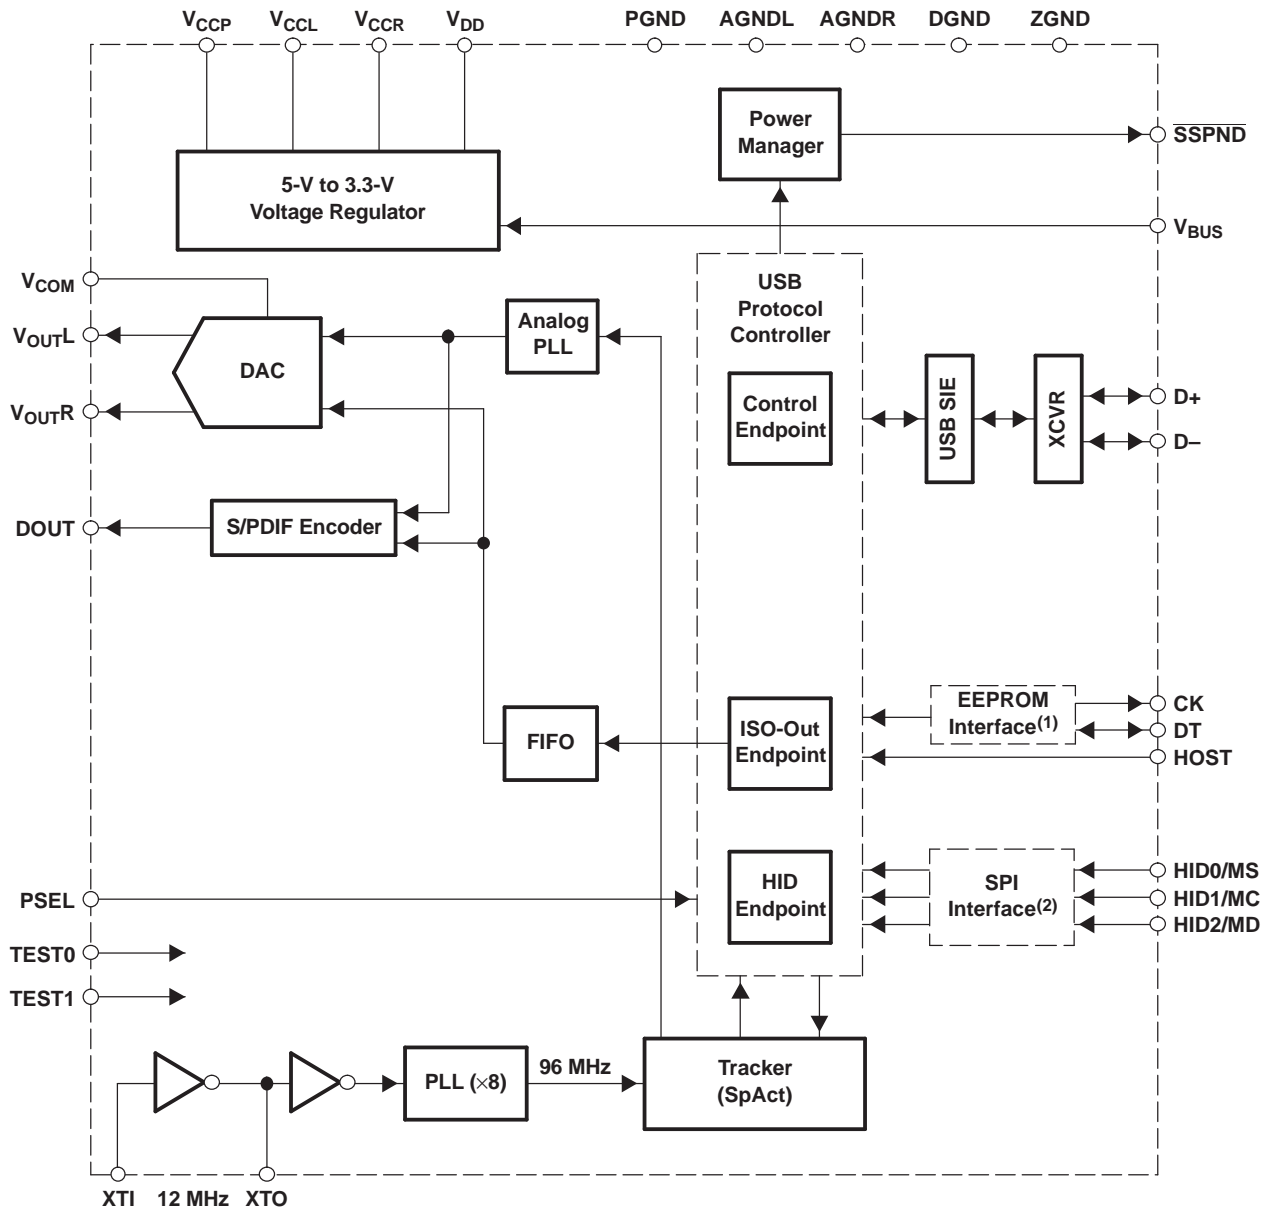 VCCP VCCL VCCR VDD PGND AGNDL AGNDR DGND ZGND
Power
Manager
SSPND
5-V to 3.3-V
Voltage Regulator
VBUS
VCOM
USB
Protocol
Controller
Analog
PLL
VOUTL
DAC
VOUTR
Control
Endpoint
USB SIE
XCVR
D+
D–
S/PDIF Encoder
DOUT
FIFO
ISO-Out
Endpoint
EEPROM
Interface(1)
CK
DT
HOST
PSEL
HID
Endpoint
SPI
Interface(2)
HID0/MS
HID1/MC
HID2/MD
TEST0
TEST1
PLL (×8)
96 MHz
Tracker
(SpAct)
XTI 12 MHz XTO